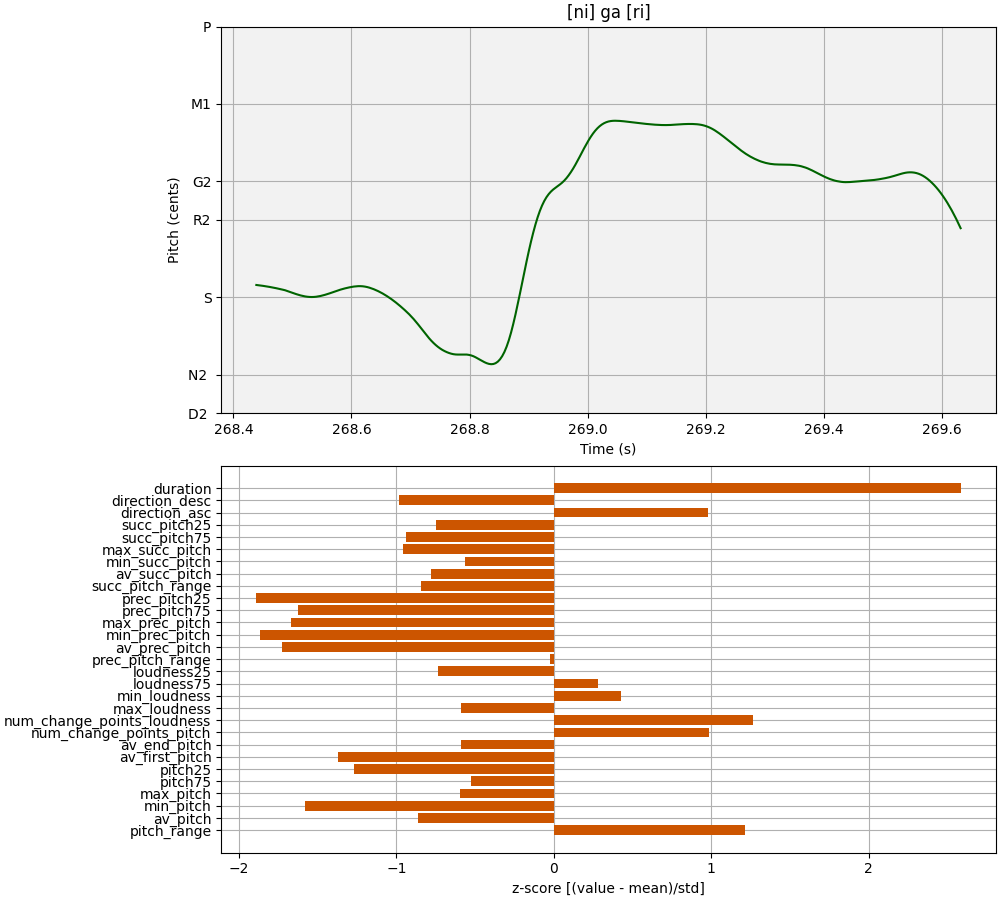 [ni] ga [ri]
P
M1
G2
R2
S
N2
D2
Pitch (cents)
268.4 268.6 268.8 269.0 269.2 269.4 269.6
Time (s)
duration
direction_desc
direction_asc
succ_pitch25
succ_pitch75
max_succ_pitch
min_succ_pitch
av_succ_pitch
succ_pitch_range
prec_pitch25
prec_pitch75
max_prec_pitch
min_prec_pitch
av_prec_pitch
prec_pitch_range
loudness25
loudness75
min_loudness
max_loudness
num_change_points_loudness
num_change_points_pitch
av_end_pitch
av_first_pitch
pitch25
pitch75
max_pitch
min_pitch
av_pitch
pitch_range
−2 −1 0 1 2
z-score [(value - mean)/std]